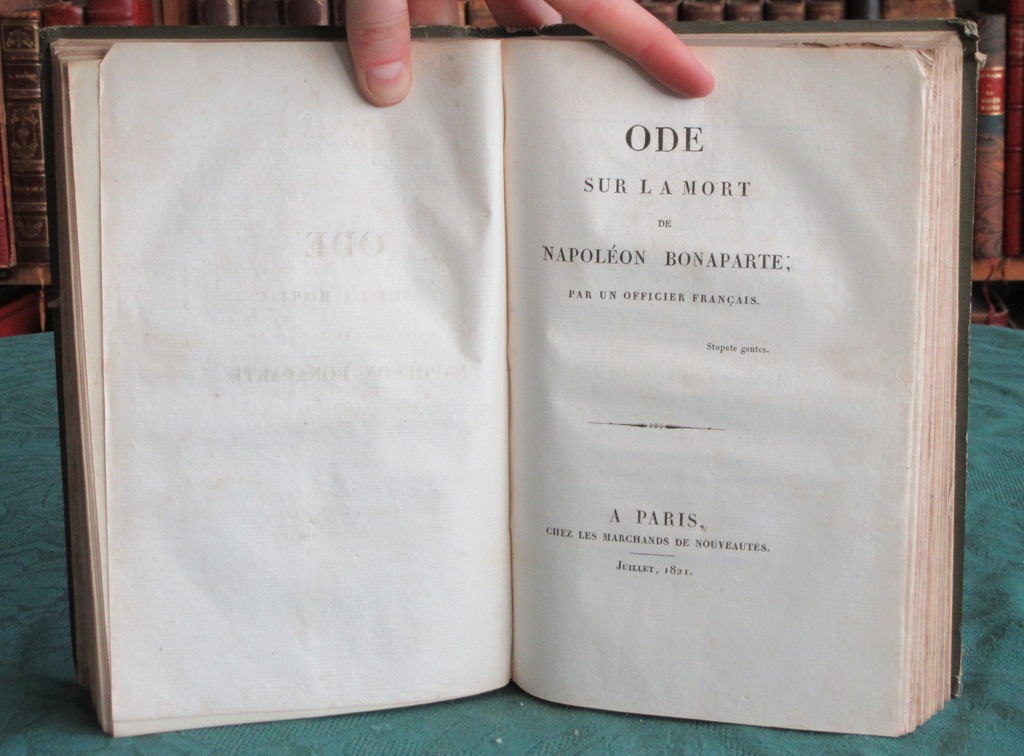 ODE
SUR LA MORT
DE
NAPOLÉON BONAPARTE;
PAR UN OFFICIER FRANÇAIS.
Stupete gentes.
A PARIS,
CHEZ LES MARCHANDS DE NOUVEAUTÉS.
JUILLET, 1821.